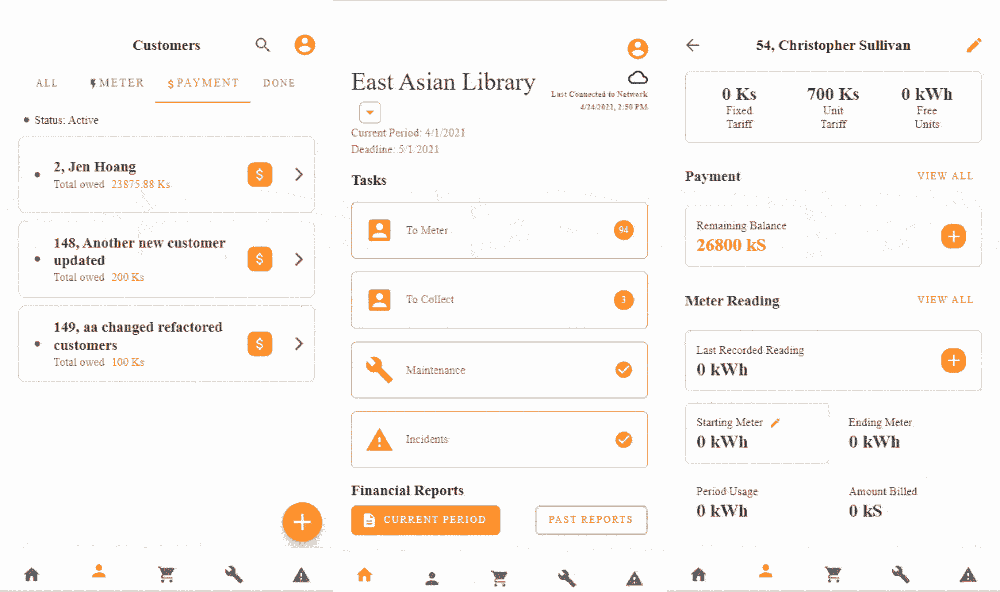 Customers
ALL
METER
$ PAYMENT
DONE
Status: Active
2, Jen Hoang
Total owed 23875.88 Ks
$
148, Another new customer
updated
Total owed 200 Ks
$
149, aa changed refactored
customers
Total owed 100 Ks
$
East Asian Library
Last Connected to Network
4/24/2021, 2:50 PM
Current Period: 4/1/2021
Deadline: 5/1/2021
Tasks
To Meter
94
To Collect
3
Maintenance
Incidents
Financial Reports
CURRENT PERIOD
PAST REPORTS
54, Christopher Sullivan
0 Ks
Fixed
Tariff
700 Ks
Unit
Tariff
0 kWh
Free
Units
Payment
VIEW ALL
Remaining Balance
26800 kS
Meter Reading
VIEW ALL
Last Recorded Reading
0 kWh
Starting Meter
0 kWh
Ending Meter
0 kWh
Period Usage
0 kWh
Amount Billed
0 kS